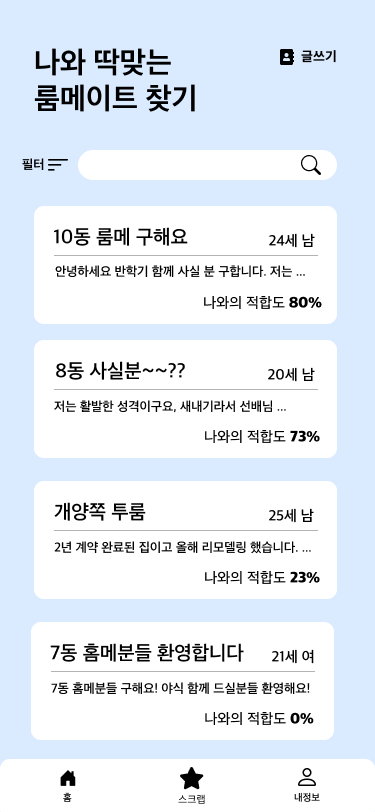 나와 딱맞는
룸메이트 찾기
글쓰기
필터
10동 룸메 구해요
24세 남
안녕하세요 반학기 함께 사실 분 구합니다. 저는 ...
나와의 적합도 80%
8동 사실분~~??
20세 남
저는 활발한 성격이구요, 새내기라서 선배님 ...
나와의 적합도 73%
개양쪽 투룸
25세 남
2년 계약 완료된 집이고 올해 리모델링 했습니다. ...
나와의 적합도 23%
7동 홈메분들 환영합니다
21세 여
7동 홈메분들 구해요! 야식 함께 드실분들 환영해요!
나와의 적합도 0%
홈
스크랩
내정보